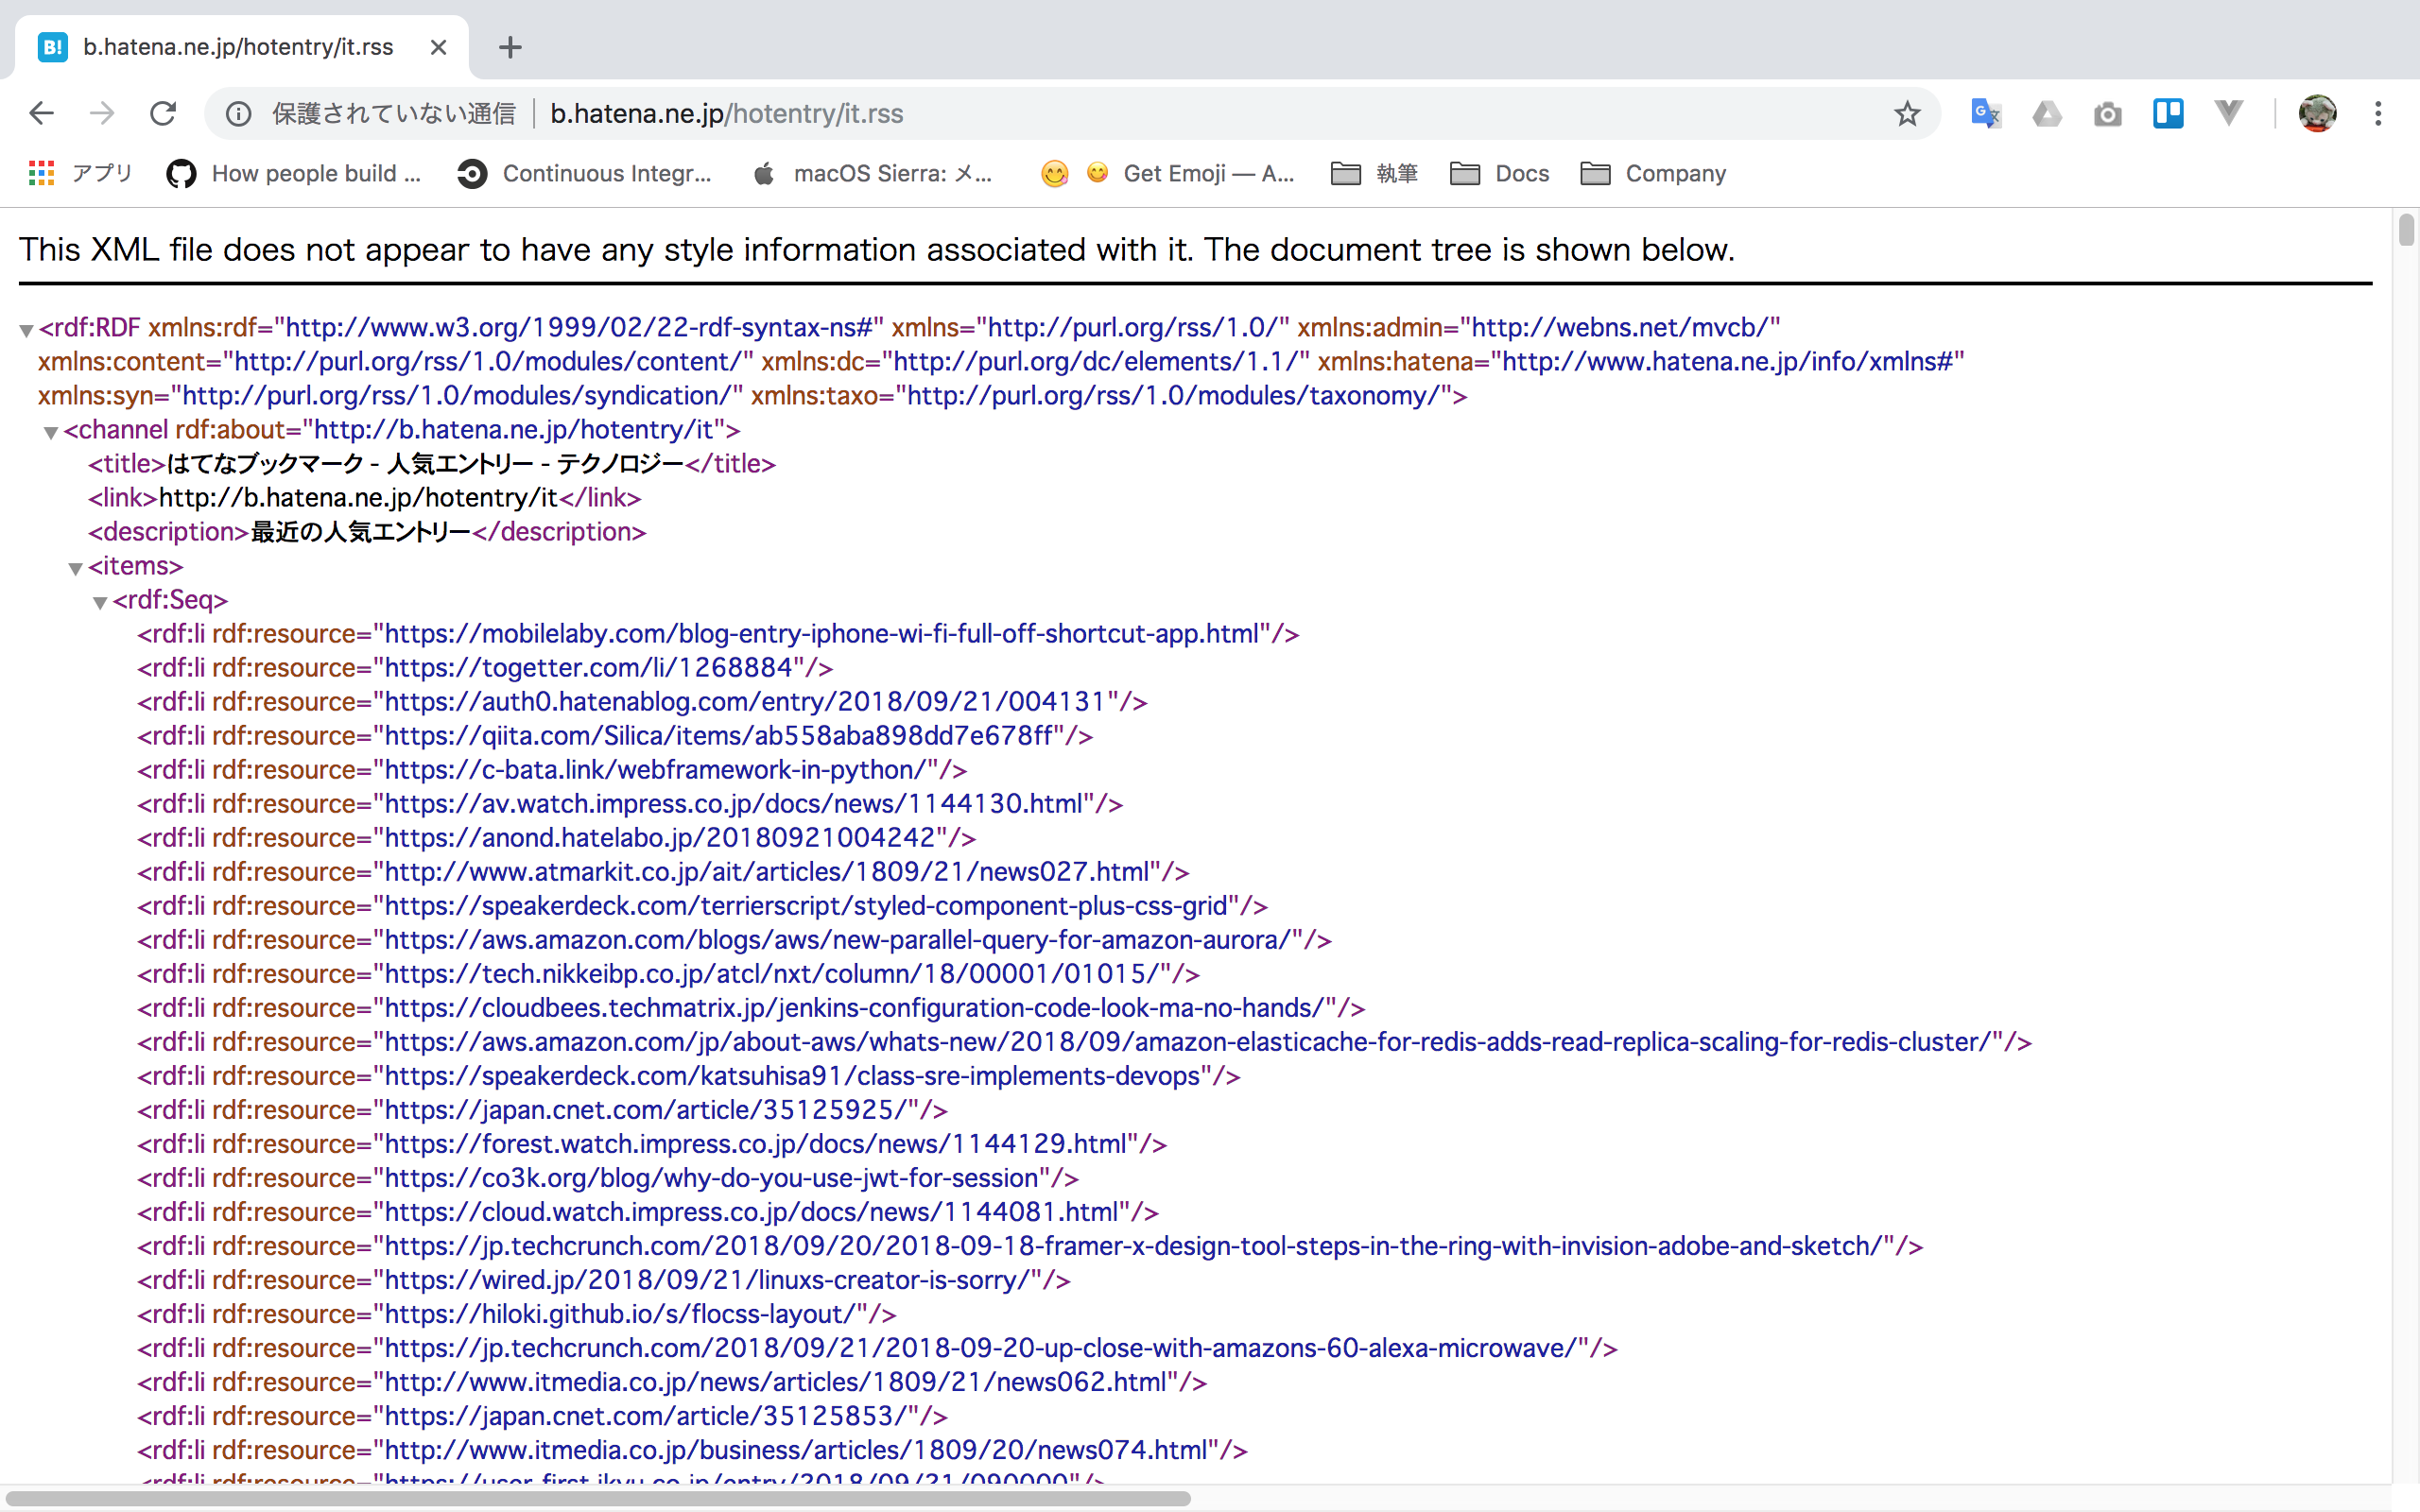 B! b.hatena.ne.jp/hotentry/it.rss
保護されていない通信 b.hatena.ne.jp/hotentry/it.rss
アプリ How people build ... Continuous Integr... macOS Sierra: メ... Get Emoji — A... 執筆 Docs Company
This XML file does not appear to have any style information associated with it. The document tree is shown below.
<rdf:RDF xmlns:rdf="http://www.w3.org/1999/02/22-rdf-syntax-ns#" xmlns="http://purl.org/rss/1.0/" xmlns:admin="http://webns.net/mvcb/"
xmlns:content="http://purl.org/rss/1.0/modules/content/" xmlns:dc="http://purl.org/dc/elements/1.1/" xmlns:hatena="http://www.hatena.ne.jp/info/xmlns#"
xmlns:syn="http://purl.org/rss/1.0/modules/syndication/" xmlns:taxo="http://purl.org/rss/1.0/modules/taxonomy/">
<channel rdf:about="http://b.hatena.ne.jp/hotentry/it">
<title>はてなブックマーク - 人気エントリー - テクノロジー</title>
<link>http://b.hatena.ne.jp/hotentry/it</link>
<description>最近の人気エントリー</description>
<items>
<rdf:Seq>
<rdf:li rdf:resource="https://mobilelaby.com/blog-entry-iphone-wi-fi-full-off-shortcut-app.html"/>
<rdf:li rdf:resource="https://togetter.com/li/1268884"/>
<rdf:li rdf:resource="https://auth0.hatenablog.com/entry/2018/09/21/004131"/>
<rdf:li rdf:resource="https://qiita.com/Silica/items/ab558aba898dd7e678ff"/>
<rdf:li rdf:resource="https://c-bata.link/webframework-in-python/"/>
<rdf:li rdf:resource="https://av.watch.impress.co.jp/docs/news/1144130.html"/>
<rdf:li rdf:resource="https://anond.hatelabo.jp/20180921004242"/>
<rdf:li rdf:resource="http://www.atmarkit.co.jp/ait/articles/1809/21/news027.html"/>
<rdf:li rdf:resource="https://speakerdeck.com/terrierscript/styled-component-plus-css-grid"/>
<rdf:li rdf:resource="https://aws.amazon.com/blogs/aws/new-parallel-query-for-amazon-aurora/"/>
<rdf:li rdf:resource="https://tech.nikkeibp.co.jp/atcl/nxt/column/18/00001/01015/"/>
<rdf:li rdf:resource="https://cloudbees.techmatrix.jp/jenkins-configuration-code-look-ma-no-hands/"/>
<rdf:li rdf:resource="https://aws.amazon.com/jp/about-aws/whats-new/2018/09/amazon-elasticache-for-redis-adds-read-replica-scaling-for-redis-cluster/"/>
<rdf:li rdf:resource="https://speakerdeck.com/katsuhisa91/class-sre-implements-devops"/>
<rdf:li rdf:resource="https://japan.cnet.com/article/35125925/"/>
<rdf:li rdf:resource="https://forest.watch.impress.co.jp/docs/news/1144129.html"/>
<rdf:li rdf:resource="https://co3k.org/blog/why-do-you-use-jwt-for-session"/>
<rdf:li rdf:resource="https://cloud.watch.impress.co.jp/docs/news/1144081.html"/>
<rdf:li rdf:resource="https://jp.techcrunch.com/2018/09/20/2018-09-18-framer-x-design-tool-steps-in-the-ring-with-invision-adobe-and-sketch/"/>
<rdf:li rdf:resource="https://wired.jp/2018/09/21/linuxs-creator-is-sorry/"/>
<rdf:li rdf:resource="https://hiloki.github.io/s/flocss-layout/"/>
<rdf:li rdf:resource="https://jp.techcrunch.com/2018/09/21/2018-09-20-up-close-with-amazons-60-alexa-microwave/"/>
<rdf:li rdf:resource="http://www.itmedia.co.jp/news/articles/1809/21/news062.html"/>
<rdf:li rdf:resource="https://japan.cnet.com/article/35125853/"/>
<rdf:li rdf:resource="http://www.itmedia.co.jp/business/articles/1809/20/news074.html"/>
<rdf:li rdf:resource="https://user-first.ikyu.co.jp/entry/2018/09/21/090000"/>